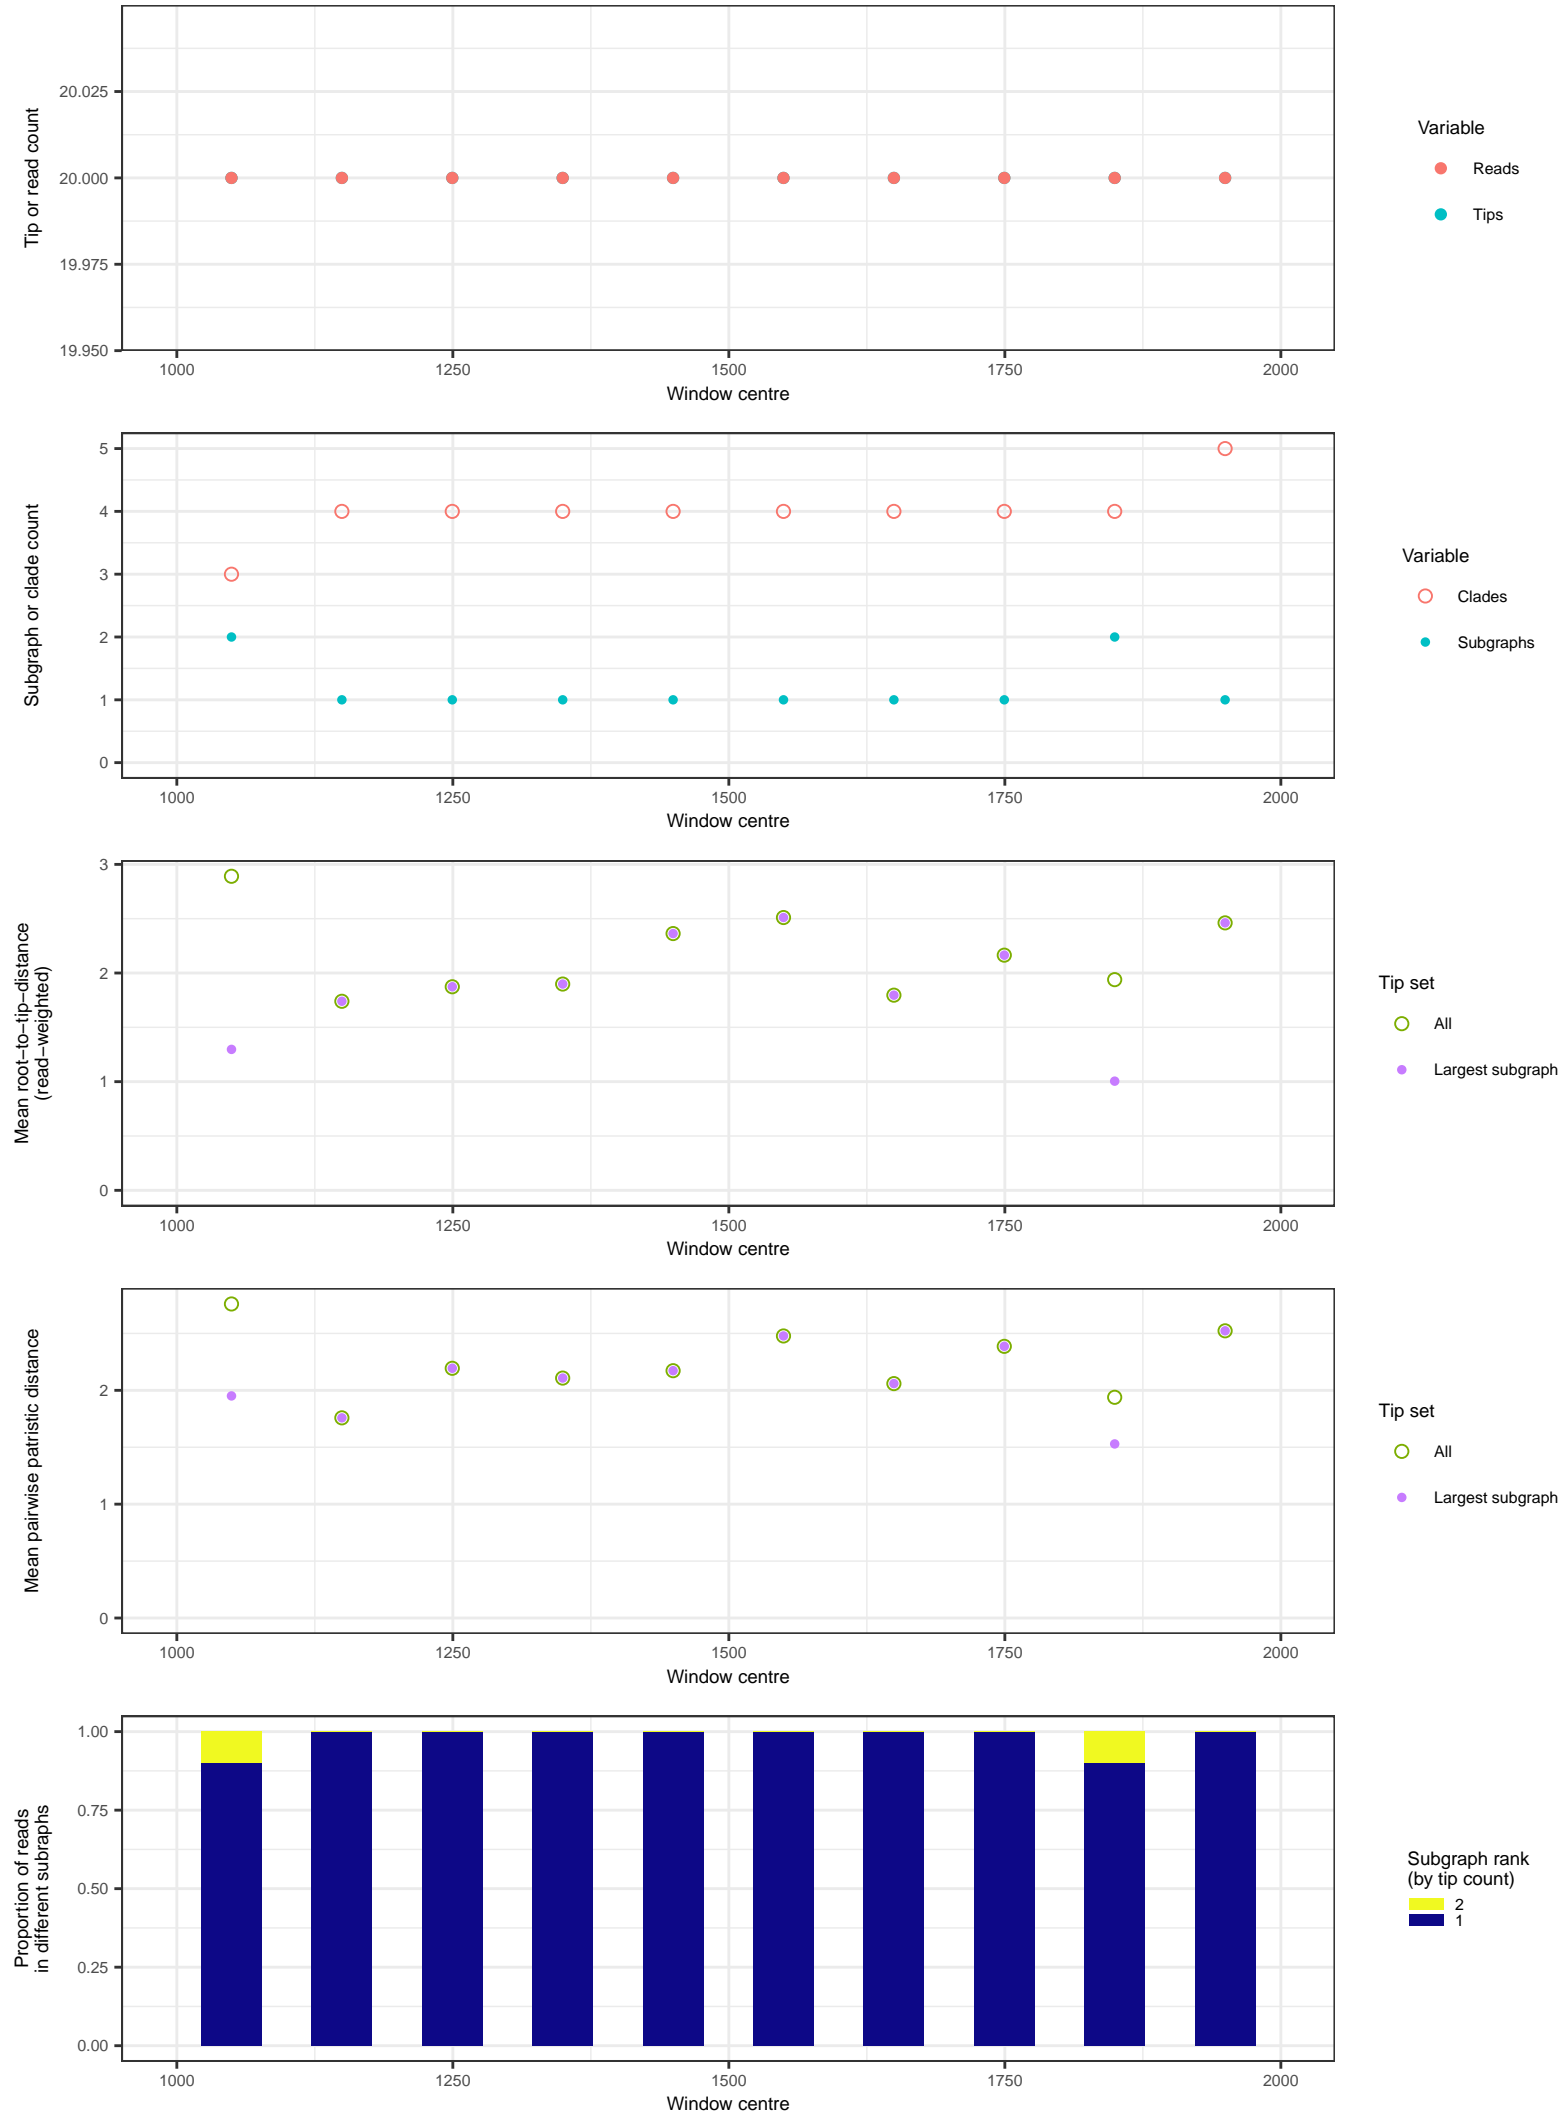 Tip or read count
20.025
20.000
19.975
19.950
1000 1250 1500 1750 2000
Window centre
Variable
Reads
Tips
Subgraph or clade count
5
4
3
2
1
0
1000 1250 1500 1750 2000
Window centre
Variable
Clades
Subgraphs
Mean root−to−tip−distance
(read−weighted)
3
2
1
0
1000 1250 1500 1750 2000
Window centre
Tip set
All
Largest subgraph
Mean pairwise patristic distance
2
1
0
1000 1250 1500 1750 2000
Window centre
Tip set
All
Largest subgraph
Proportion of reads
in different subraphs
1.00
0.75
0.50
0.25
0.00
1000 1250 1500 1750 2000
Window centre
Subgraph rank
(by tip count)
2
1